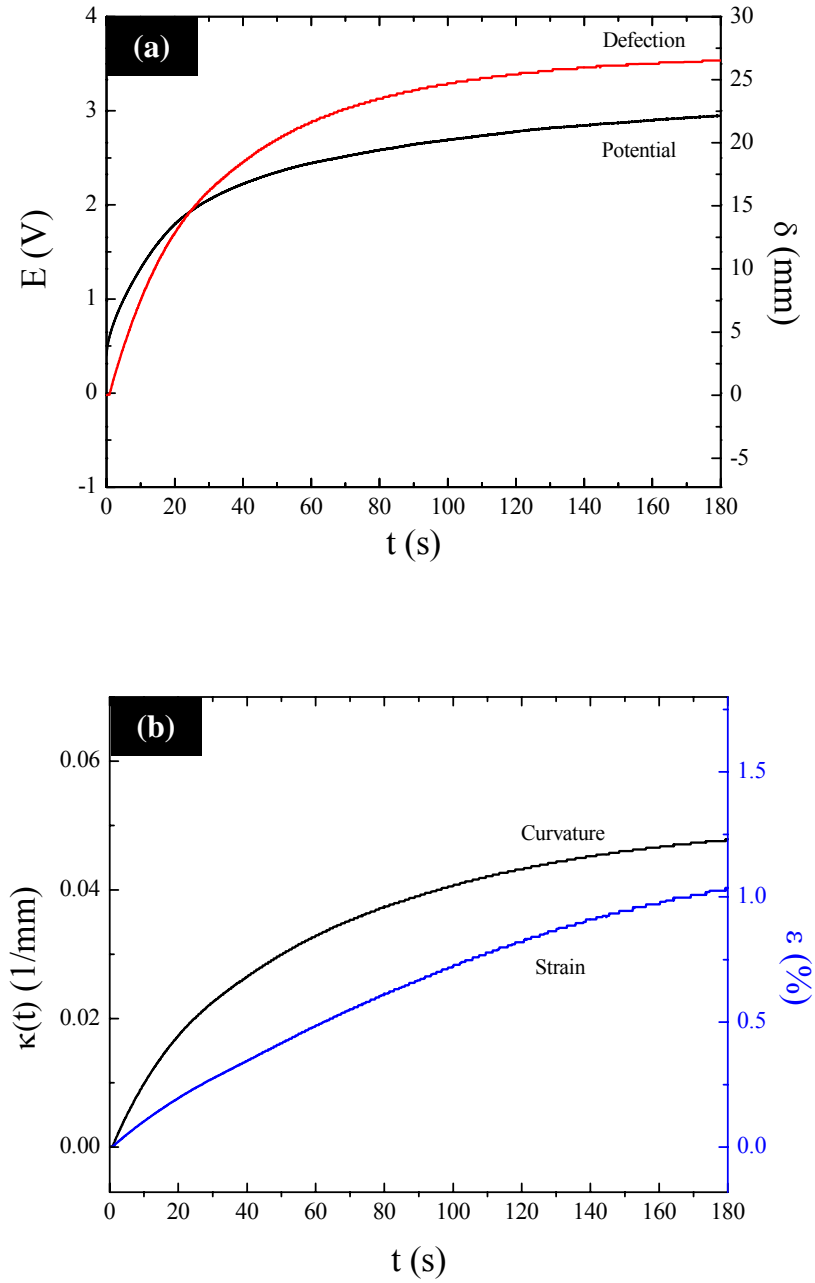 (a)
4
3
2
1
0
-1
E (V)
30
25
20
15
10
5
0
-5
δ (mm)
Defection
Potential
0 20 40 60 80 100 120 140 160 180
t (s)
(b)
0.06
0.04
0.02
0.00
κ(t) (1/mm)
1.5
1.0
0.5
0.0
ε (%)
Curvature
Strain
0 20 40 60 80 100 120 140 160 180
t (s)